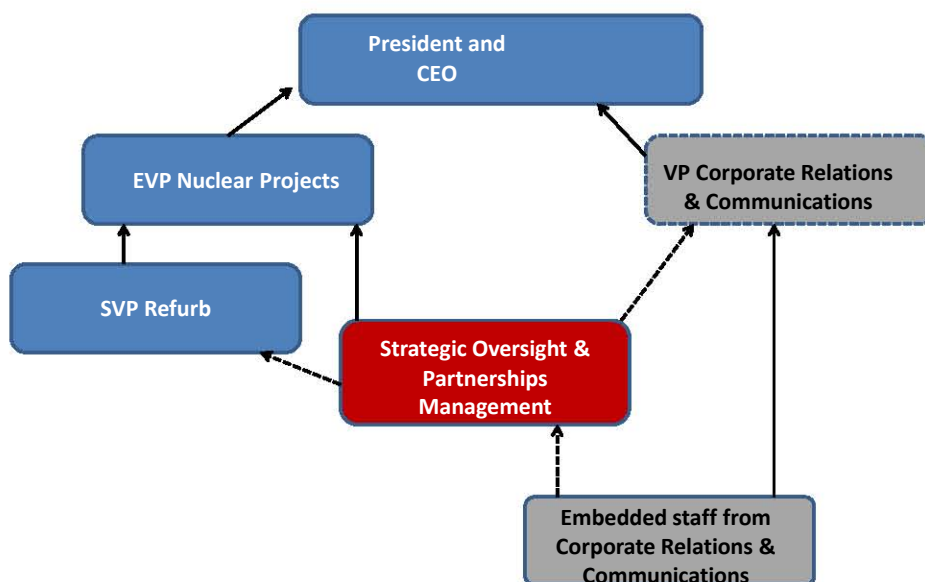 President and
CEO
EVP Nuclear Projects
VP Corporate Relations
& Communications
SVP Refurb
Strategic Oversight &
Partnerships
Management
Embedded staff from
Corporate Relations &
Communications